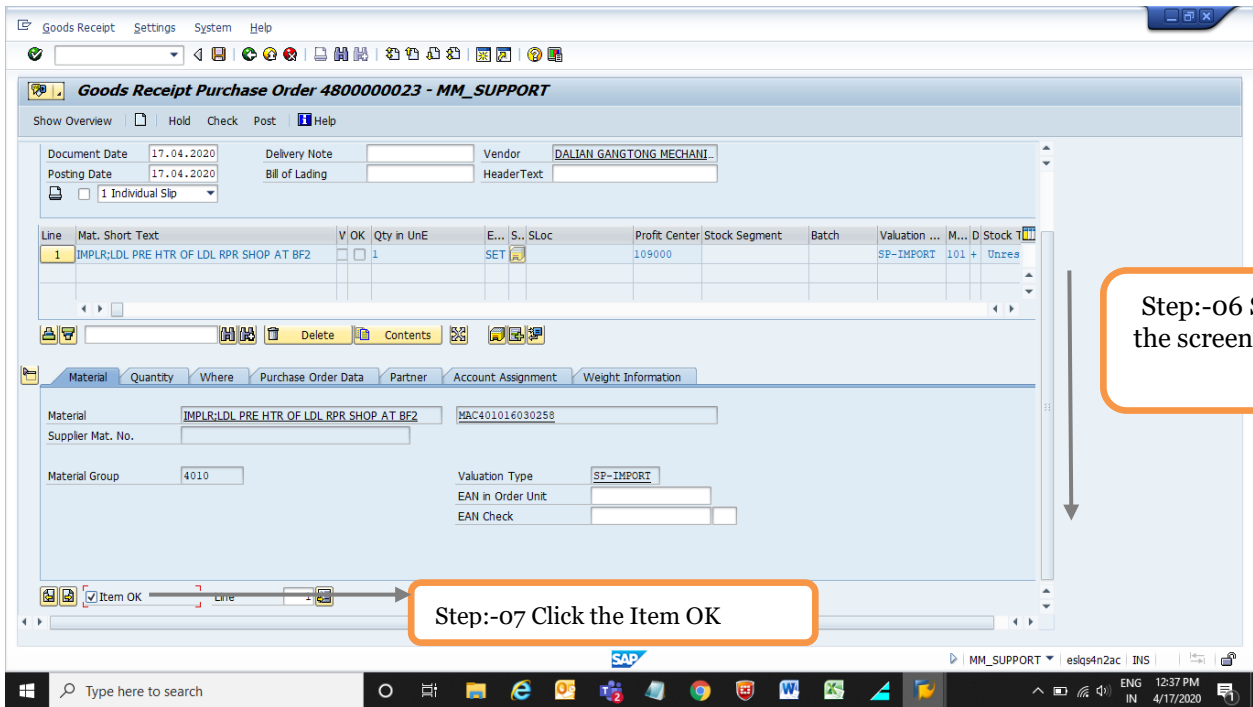 Goods Receipt Settings System Help
Goods Receipt Purchase Order 4800000023 - MM_SUPPORT
Show Overview Hold Check Post Help
Document Date 17.04.2020 Delivery Note Vendor DALIAN GANGTONG MECHANI..
Posting Date 17.04.2020 Bill of Lading HeaderText
1 Individual Slip
Line Mat. Short Text V OK Qty in UnE E... S.. SLoc Profit Center Stock Segment Batch Valuation ... M... D Stock T
1 IMPLR;LDL PRE HTR OF LDL RPR SHOP AT BF2 1 SET 109000 SP-IMPORT 101 + Unres
Delete Contents
Step:-06 S
the screen
Material Quantity Where Purchase Order Data Partner Account Assignment Weight Information
Material IMPLR;LDL PRE HTR OF LDL RPR SHOP AT BF2 MAC401016030258
Supplier Mat. No.
Material Group 4010 Valuation Type SP-IMPORT
EAN in Order Unit
EAN Check
Item OK Line 1
Step:-07 Click the Item OK
SAP MM_SUPPORT eslqs4n2ac INS
Type here to search ENG 12:37 PM
IN 4/17/2020